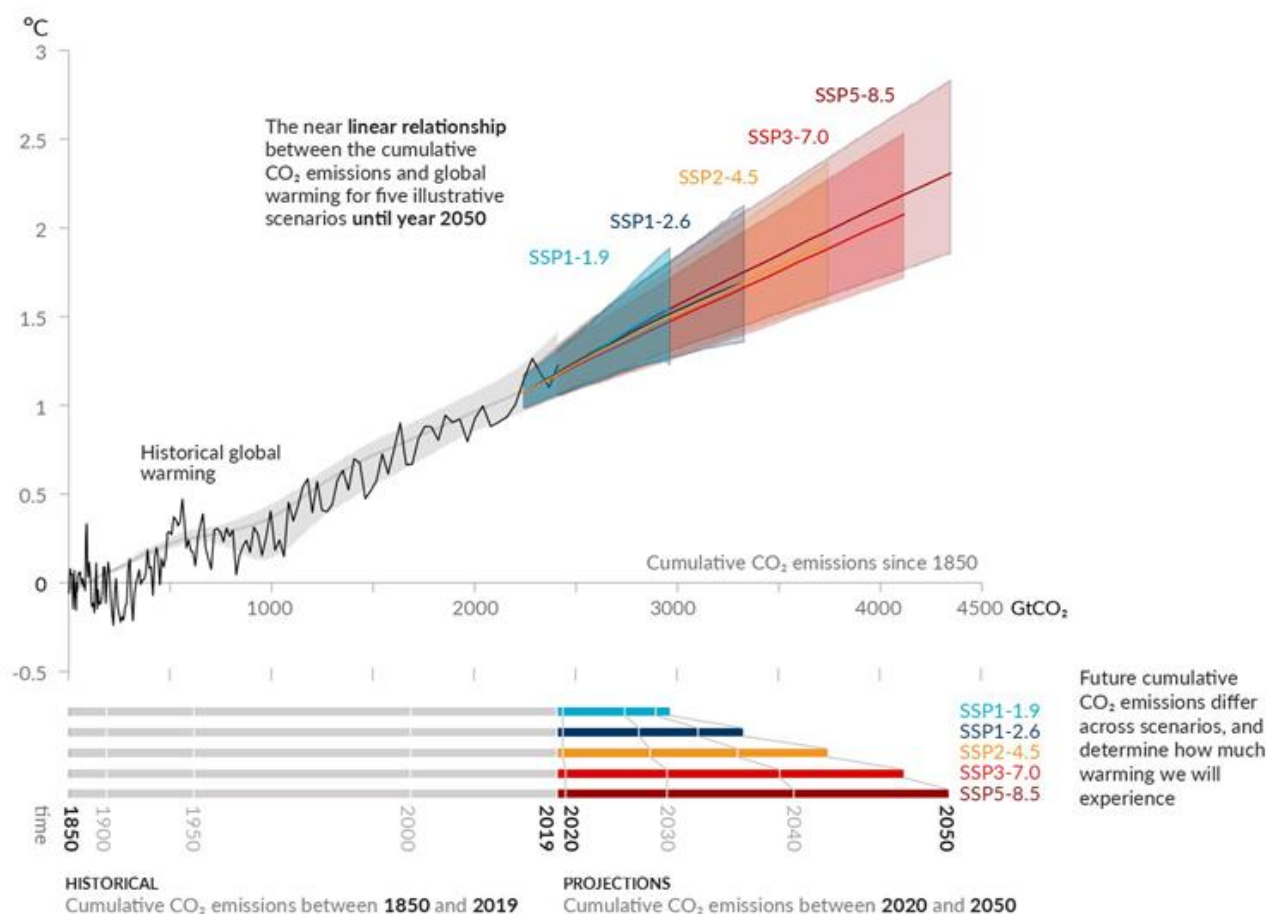 °C
3
SSP5-8.5
2.5
The near linear relationship
between the cumulative
CO₂ emissions and global
warming for five illustrative
scenarios until year 2050
SSP3-7.0
SSP2-4.5
2
SSP1-2.6
SSP1-1.9
1.5
1
Historical global
warming
0.5
Cumulative CO₂ emissions since 1850
0
1000
2000
3000
4000
4500 GtCO₂
-0.5
Future cumulative
CO₂ emissions differ
across scenarios, and
determine how much
warming we will
experience
SSP1-1.9
SSP1-2.6
SSP2-4.5
SSP3-7.0
SSP5-8.5
time
1850
1900
1950
2000
2019
2020
2030
2040
2050
HISTORICAL
Cumulative CO₂ emissions between 1850 and 2019
PROJECTIONS
Cumulative CO₂ emissions between 2020 and 2050